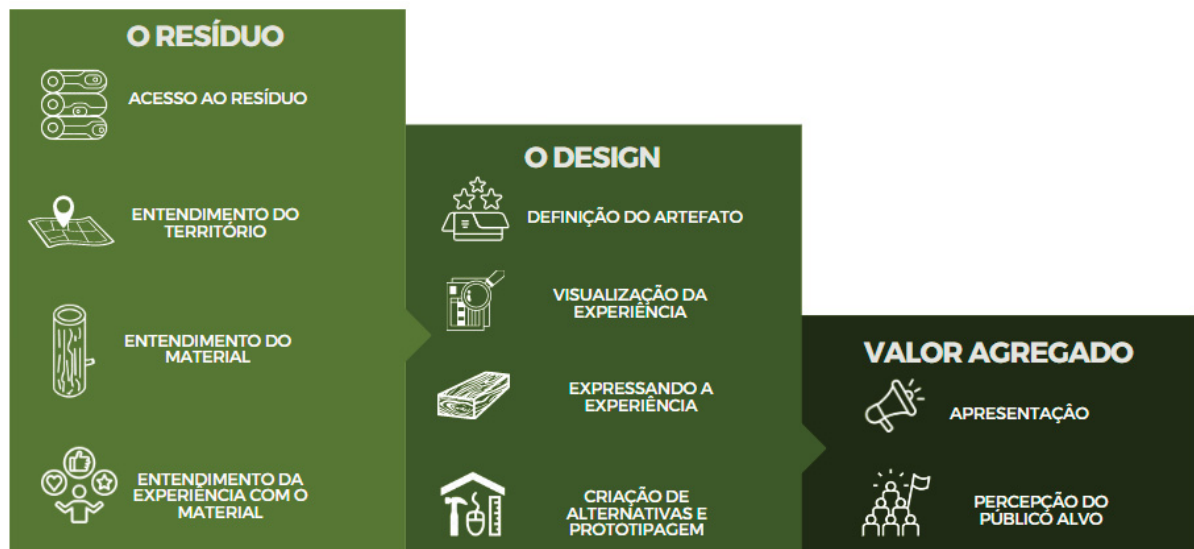 O RESÍDUO
ACESSO AO RESÍDUO
ENTENDIMENTO DO
TERRITÓRIO
ENTENDIMENTO DO
MATERIAL
ENTENDIMENTO DA
EXPERIÊNCIA COM O
MATERIAL
O DESIGN
DEFINIÇÃO DO ARTEFATO
VISUALIZAÇÃO DA
EXPERIÊNCIA
EXPRESSANDO A
EXPERIÊNCIA
CRIAÇÃO DE
ALTERNATIVAS E
PROTOTIPAGEM
VALOR AGREGADO
APRESENTAÇÂO
PERCEPÇÃO DO
PÚBLICO ALVO